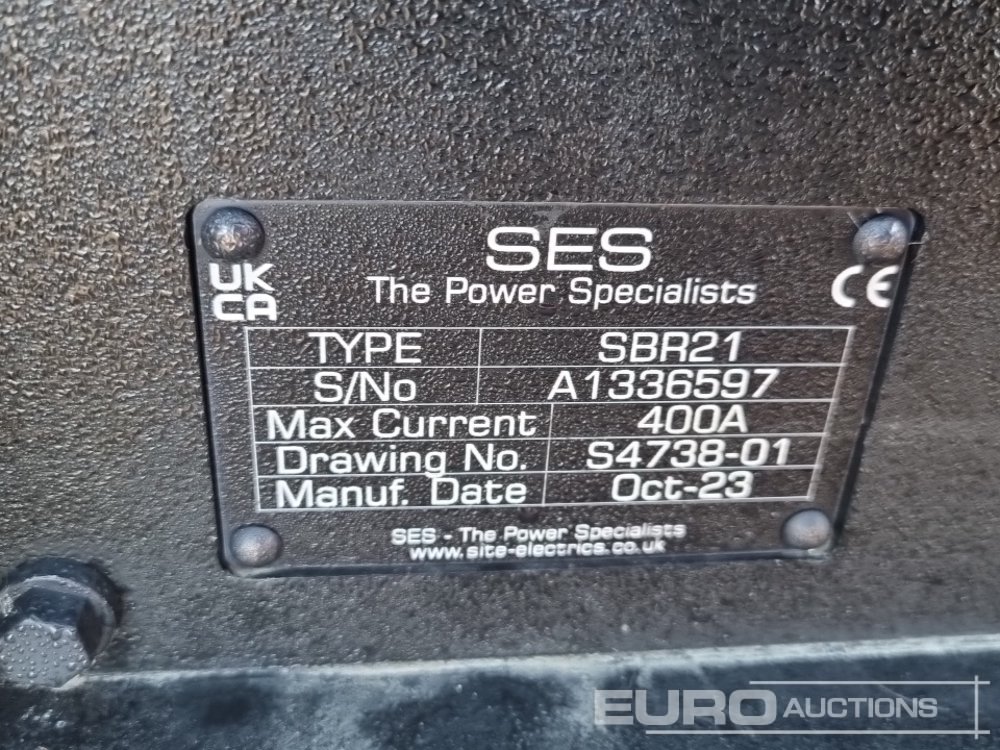 SES
UK
CA
The Power Specialists
CE
TYPE SBR21
S/No A1336597
Max Current 400A
Drawing No. S4738-01
Manuf. Date Oct-23
SES - The Power Specialists
www.site-electrics.co.uk
EURO AUCTIONS